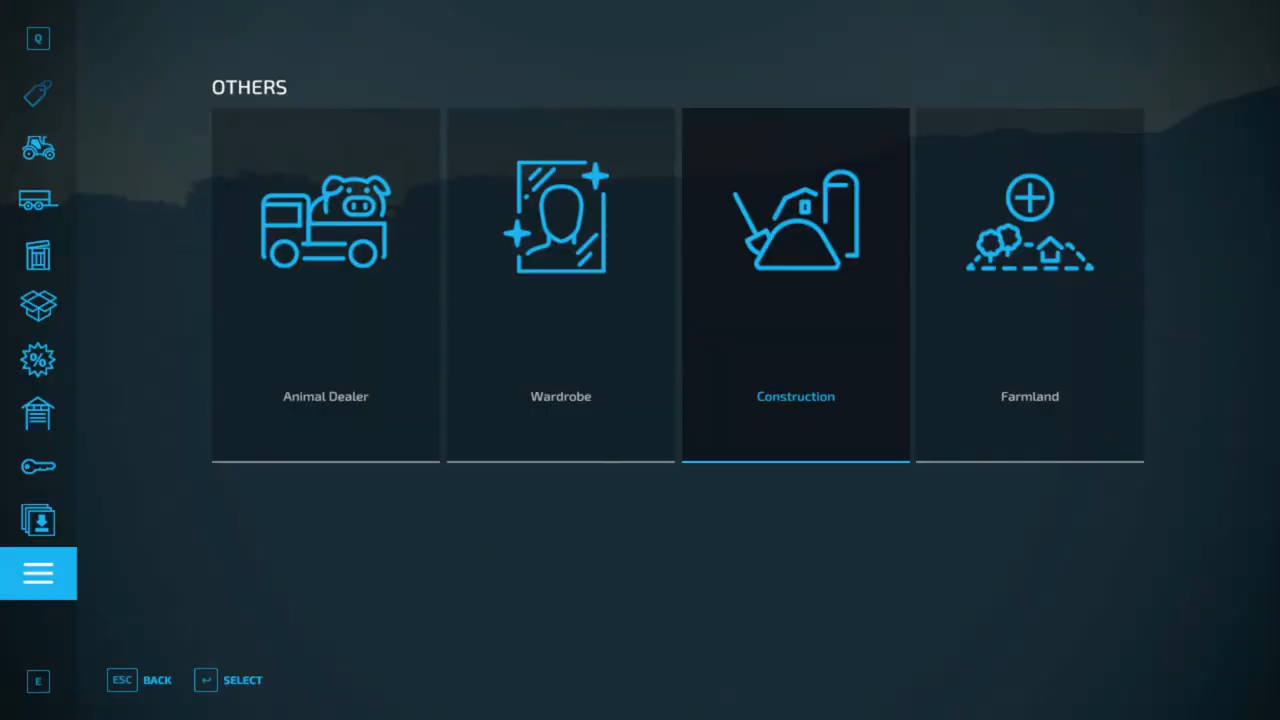 Q
OTHERS
Animal Dealer
Wardrobe
Construction
Farmland
%
E
ESC BACK ↩ SELECT